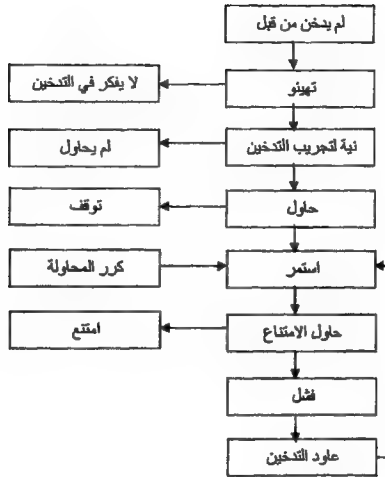 لم يدخن من قبل
تهيئو
لا يفكر في التدخين
نية لتجريب التدخين
لم يحاول
حاول
توقف
استمر
كرر المحاولة
حاول الامتناع
امتنع
فشل
عاود التدخين